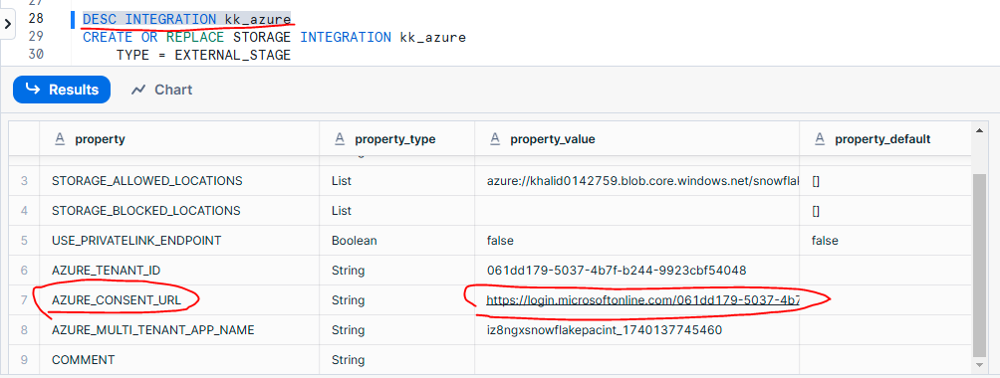 28 DESC INTEGRATION kk_azure
29 CREATE OR REPLACE STORAGE INTEGRATION kk_azure
30 TYPE = EXTERNAL_STAGE
Results Chart
A property A property_type A property_value A property_default
3 STORAGE_ALLOWED_LOCATIONS List azure://khalid0142759.blob.core.windows.net/snowflal []
4 STORAGE_BLOCKED_LOCATIONS List []
5 USE_PRIVATELINK_ENDPOINT Boolean false false
6 AZURE_TENANT_ID String 061dd179-5037-4b7f-b244-9923cbf54048
7 AZURE_CONSENT_URL String https://login.microsoftonline.com/061dd179-5037-4b7
8 AZURE_MULTI_TENANT_APP_NAME String iz8ngxsnowflakepacint_1740137745460
9 COMMENT String